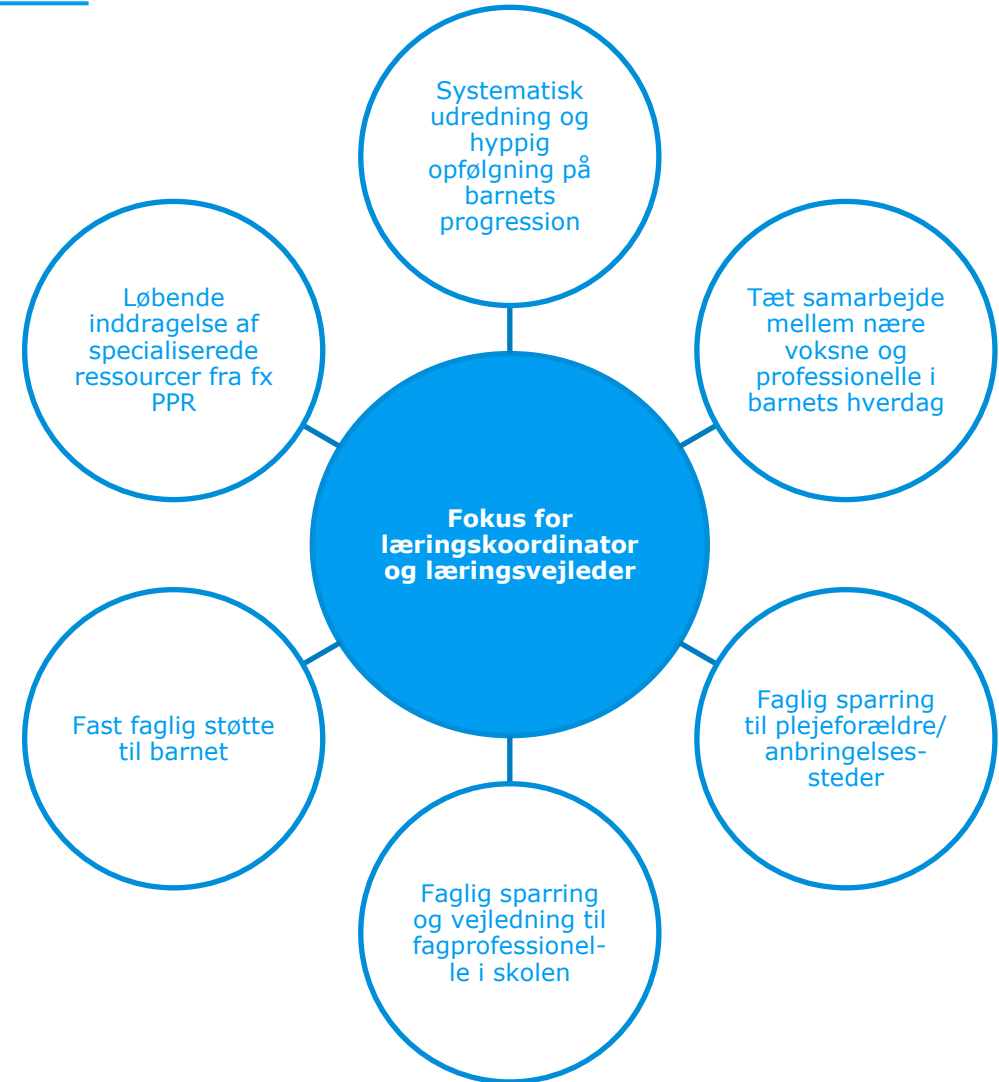 Systematisk
udredning og
hyppig
opfølgning på
barnets
progression
Tæt samarbejde
mellem nære
voksne og
professionelle i
barnets hverdag
Faglig sparring
til plejeforældre/
anbringelses-
steder
Faglig sparring
og vejledning til
fagprofessionel-
le i skolen
Fast faglig støtte
til barnet
Løbende
inddragelse af
specialiserede
ressourcer fra fx
PPR
Fokus for
læringskoordinator
og læringsvejleder